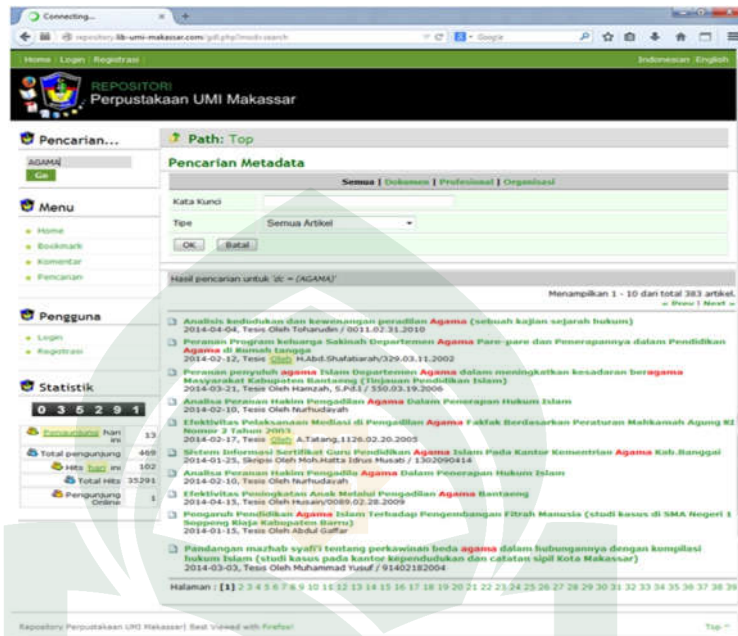 Connecting...
repository.lib-umi-makassar.com/gdl.php?mod=search
Google
Home Login Registrasi
Indonesian English
REPOSITORI
Perpustakaan UMI Makassar
Pencarian...
AGAMA
Go
Menu
Home
Bookmark
Komentar
Pencarian
Pengguna
Login
Registrasi
Statistik
0 3 5 2 9 1
Pengunjung hari ini 13
Total pengunjung 469
Hits hari ini 102
Total Hits 35291
Pengunjung Online 1
Path: Top
Pencarian Metadata
Semua | Dokumen | Profesional | Organisasi
Kata Kunci
Tipe Semua Artikel
OK Batal
Hasil pencarian untuk 'dc = (AGAMA)'
Menampilkan 1 - 10 dari total 383 artikel.
« Prev | Next »
Analisis kedudukan dan kewenangan peradilan Agama (sebuah kajian sejarah hukum)
2014-04-04, Tesis Oleh Toharudin / 0011.02.31.2010
Peranan Program keluarga Sakinah Departemen Agama Pare-pare dan Penerapannya dalam Pendidikan
Agama di Rumah tangga
2014-02-12, Tesis Oleh H.Abd.Shafabarah/329.03.11.2002
Peranan penyuluh agama Islam Departemen Agama dalam meningkatkan kesadaran beragama
Masyarakat Kabupaten Bantaeng (Tinjauan Pendidikan Islam)
2014-03-21, Tesis Oleh Hamzah, S.Pd.I / 550.03.19.2006
Analisa Peranan Hakim Pengadilan Agama Dalam Penerapan Hukum Islam
2014-02-10, Tesis Oleh Nurhudayah
Efektivitas Pelaksanaan Mediasi di Pengadilan Agama Fakfak Berdasarkan Peraturan Mahkamah Agung RI
Nomor 2 Tahun 2003
2014-02-17, Tesis Oleh A.Tatang,1126.02.20.2005
Sistem Informasi Sertifikat Guru Pendidikan Agama Islam Pada Kantor Kementrian Agama Kab.Banggai
2014-01-25, Skripsi Oleh Moh.Hatta Idrus Musati / 1302090414
Analisa Peranan Hakim Pengadila Agama Dalam Penerapan Hukum Islam
2014-02-10, Tesis Oleh Nurhudayah
Efektivitas Peningkatan Anak Melalui Pengadilan Agama Bantaeng
2014-04-15, Tesis Oleh Husain/0089.02.28.2009
Pengaruh Pendidikan Agama Islam Terhadap Pengembangan Fitrah Manusia (studi kasus di SMA Negeri 1
Soppeng Riaja Kabupaten Barru)
2014-01-15, Tesis Oleh Abdul Gaffar
Pandangan mazhab syafi'i tentang perkawinan beda agama dalam hubungannya dengan kompilasi
hukum Islam (studi kasus pada kantor kependudukan dan catatan sipil Kota Makassar)
2014-03-03, Tesis Oleh Muhammad Yusuf / 91402182004
Halaman : [1] 2 3 4 5 6 7 8 9 10 11 12 13 14 15 16 17 18 19 20 21 22 23 24 25 26 27 28 29 30 31 32 33 34 35 36 37 38 39
Repository Perpustakaan UMI Makassar| Best Viewed with Firefox!
Top